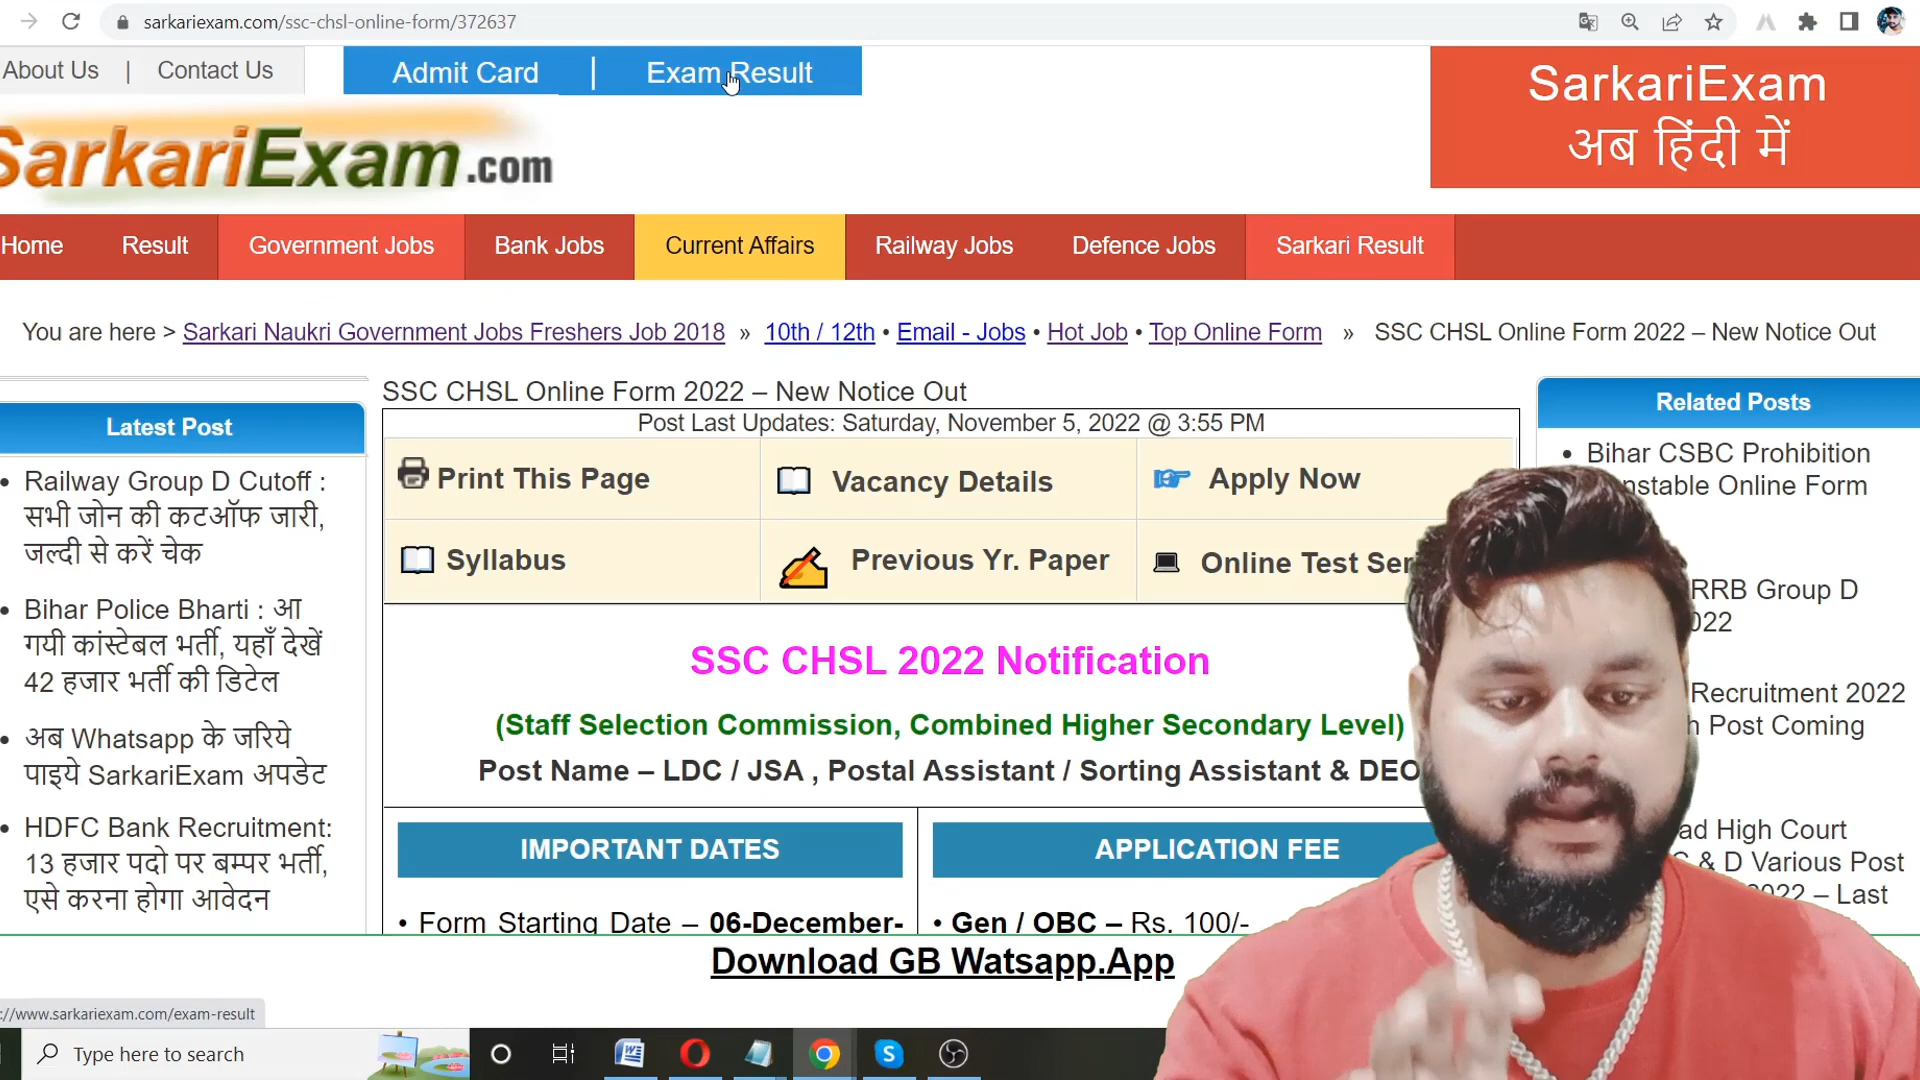 sarkariexam.com/ssc-chsl-online-form/372637
About Us | Contact Us
Admit Card | Exam Result
SarkariExam
अब हिंदी में
SarkariExam.com
Home Result Government Jobs Bank Jobs Current Affairs Railway Jobs Defence Jobs Sarkari Result
You are here > Sarkari Naukri Government Jobs Freshers Job 2018 » 10th / 12th • Email - Jobs • Hot Job • Top Online Form » SSC CHSL Online Form 2022 – New Notice Out
Latest Post
• Railway Group D Cutoff :
सभी जोन की कटऑफ जारी,
जल्दी से करें चेक
• Bihar Police Bharti : आ
गयी कांस्टेबल भर्ती, यहाँ देखें
42 हजार भर्ती की डिटेल
• अब Whatsapp के जरिये
पाइये SarkariExam अपडेट
• HDFC Bank Recruitment:
13 हजार पदो पर बम्पर भर्ती,
एसे करना होगा आवेदन
SSC CHSL Online Form 2022 – New Notice Out
Post Last Updates: Saturday, November 5, 2022 @ 3:55 PM
Print This Page Vacancy Details Apply Now
Syllabus Previous Yr. Paper Online Test Ser
SSC CHSL 2022 Notification
(Staff Selection Commission, Combined Higher Secondary Level)
Post Name – LDC / JSA , Postal Assistant / Sorting Assistant & DEO
IMPORTANT DATES
• Form Starting Date – 06-December-
APPLICATION FEE
• Gen / OBC – Rs. 100/-
Related Posts
• Bihar CSBC Prohibition
nstable Online Form
RRB Group D
022
Recruitment 2022
Post Coming
ad High Court
& D Various Post
2022 – Last
Download GB Watsapp.App
://www.sarkariexam.com/exam-result
Type here to search